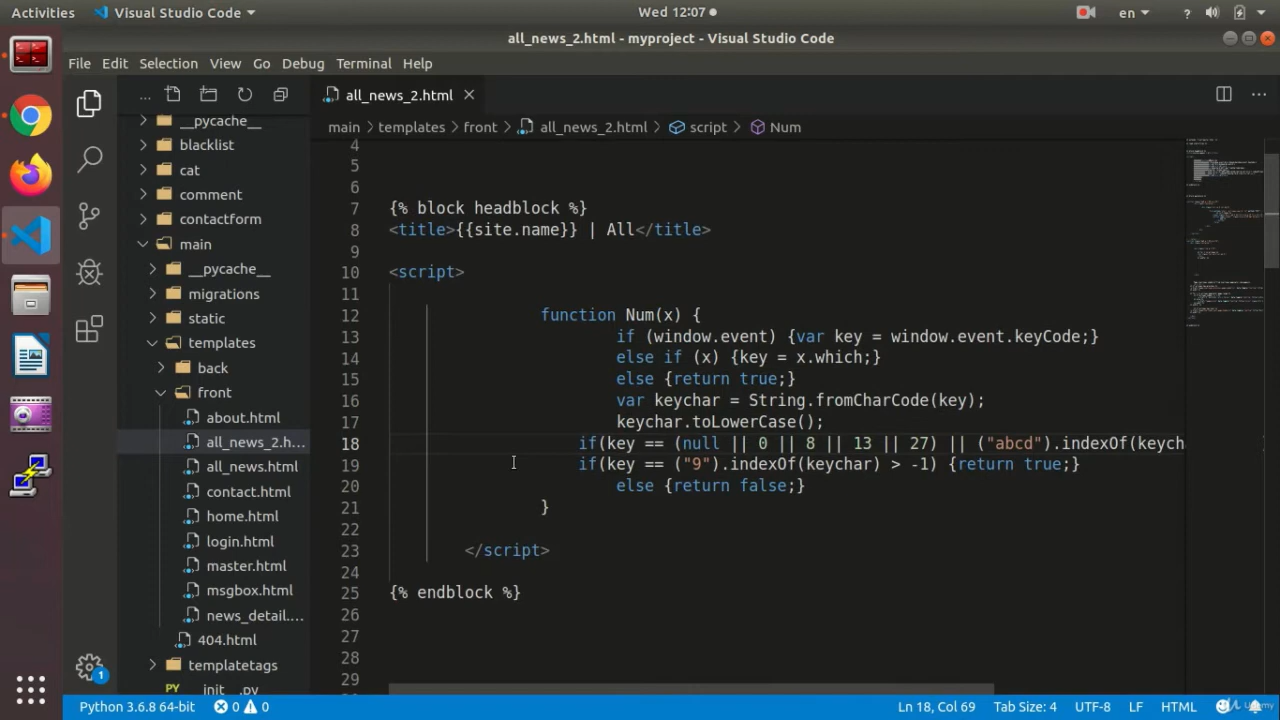 Activities Visual Studio Code Wed 12:07 en ?
all_news_2.html - myproject - Visual Studio Code
File Edit Selection View Go Debug Terminal Help
... all_news_2.html
main > templates > front > all_news_2.html > script > Num
__pycache__
blacklist
cat
comment
contactform
main
__pycache__
migrations
static
templates
back
front
about.html
all_news_2.h...
all_news.html
contact.html
home.html
login.html
master.html
msgbox.html
news_detail....
404.html
templatetags
PY __init__.py
1
4
5
6
7 {% block headblock %}
8 <title>{{site.name}} | All</title>
9
10 <script>
11
12 function Num(x) {
13 if (window.event) {var key = window.event.keyCode;}
14 else if (x) {key = x.which;}
15 else {return true;}
16 var keychar = String.fromCharCode(key);
17 keychar.toLowerCase();
18 if(key == (null || 0 || 8 || 13 || 27) || ("abcd").indexOf(keych
19 if(key == ("9").indexOf(keychar) > -1) {return true;}
20 else {return false;}
21 }
22
23 </script>
24
25 {% endblock %}
26
27
28
29
Python 3.6.8 64-bit 0 0 Ln 18, Col 69 Tab Size: 4 UTF-8 LF HTML
Udemy